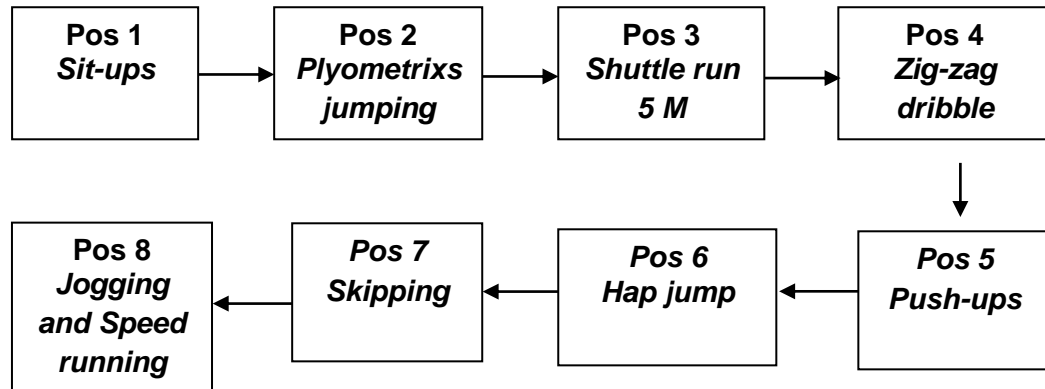 Pos 1
Sit-ups
Pos 2
Plyometrixs
jumping
Pos 3
Shuttle run
5 M
Pos 4
Zig-zag
dribble
Pos 8
Jogging
and Speed
running
Pos 7
Skipping
Pos 6
Hap jump
Pos 5
Push-ups